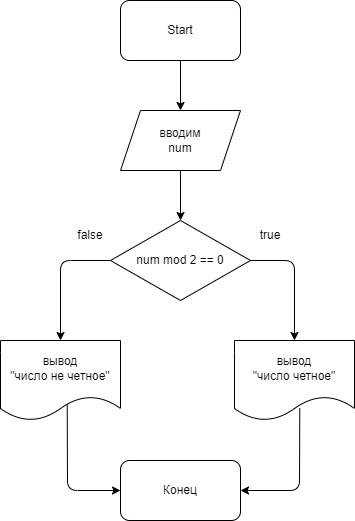 Start
вводим
num
false
true
num mod 2 == 0
вывод
"число не четное"
вывод
"число четное"
Конец